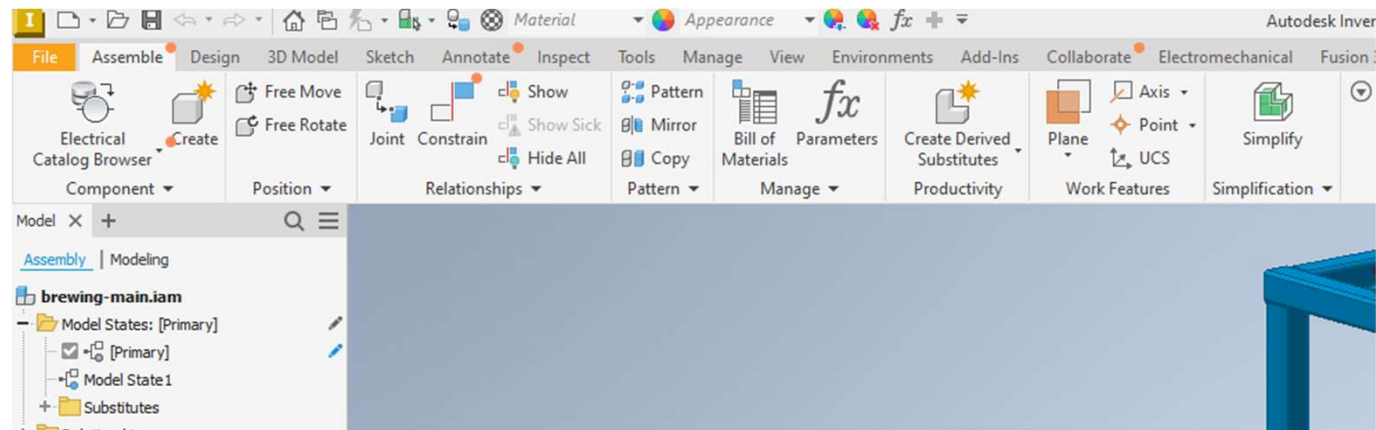 I Material Appearance fx Autodesk Inver
File Assemble Design 3D Model Sketch Annotate Inspect Tools Manage View Environments Add-Ins Collaborate Electromechanical Fusion
Free Move Show Pattern fx Axis
Free Rotate Show Sick Mirror Point
Electrical Catalog Browser Create Joint Constrain Hide All Copy Bill of Materials Parameters Create Derived Substitutes Plane UCS Simplify
Component Position Relationships Pattern Manage Productivity Work Features Simplification
Model
Assembly | Modeling
brewing-main.iam
Model States: [Primary]
[Primary]
Model State1
Substitutes